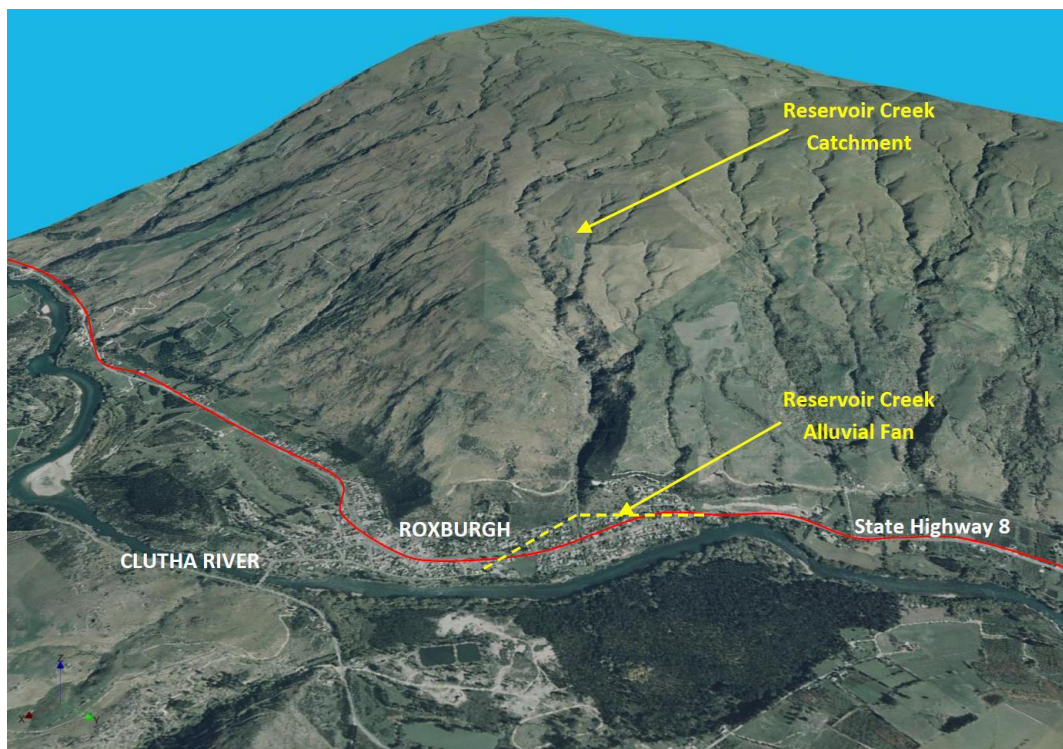 Reservoir Creek
Catchment
Reservoir Creek
Alluvial Fan
ROXBURGH
State Highway 8
CLUTHA RIVER
Z
X
Y